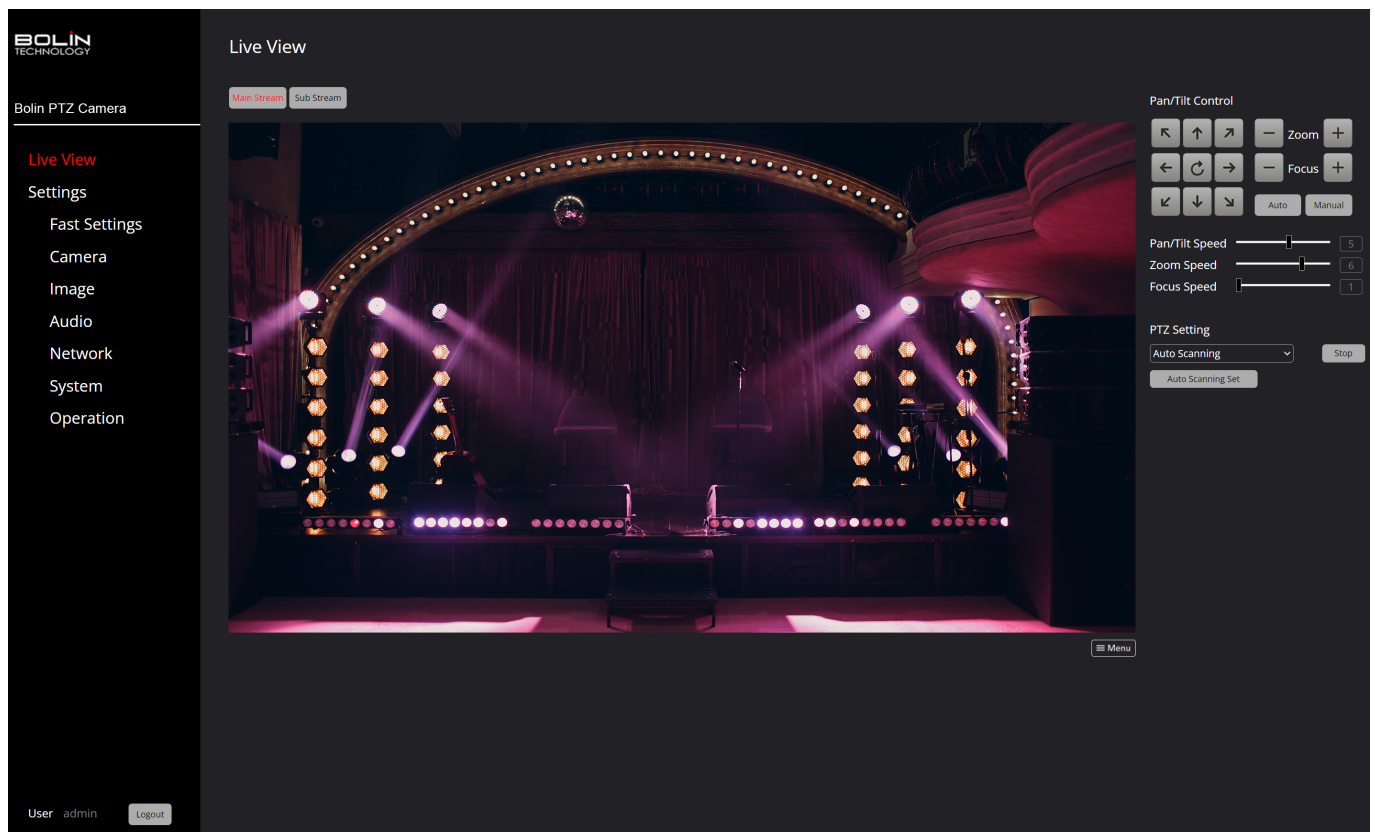 BOLIN
TECHNOLOGY
Bolin PTZ Camera
Live View
Settings
Fast Settings
Camera
Image
Audio
Network
System
Operation
User admin
Logout
Live View
Main Stream Sub Stream
Menu
Pan/Tilt Control
Zoom
Focus
Auto Manual
Pan/Tilt Speed 5
Zoom Speed 6
Focus Speed 1
PTZ Setting
Auto Scanning Stop
Auto Scanning Set